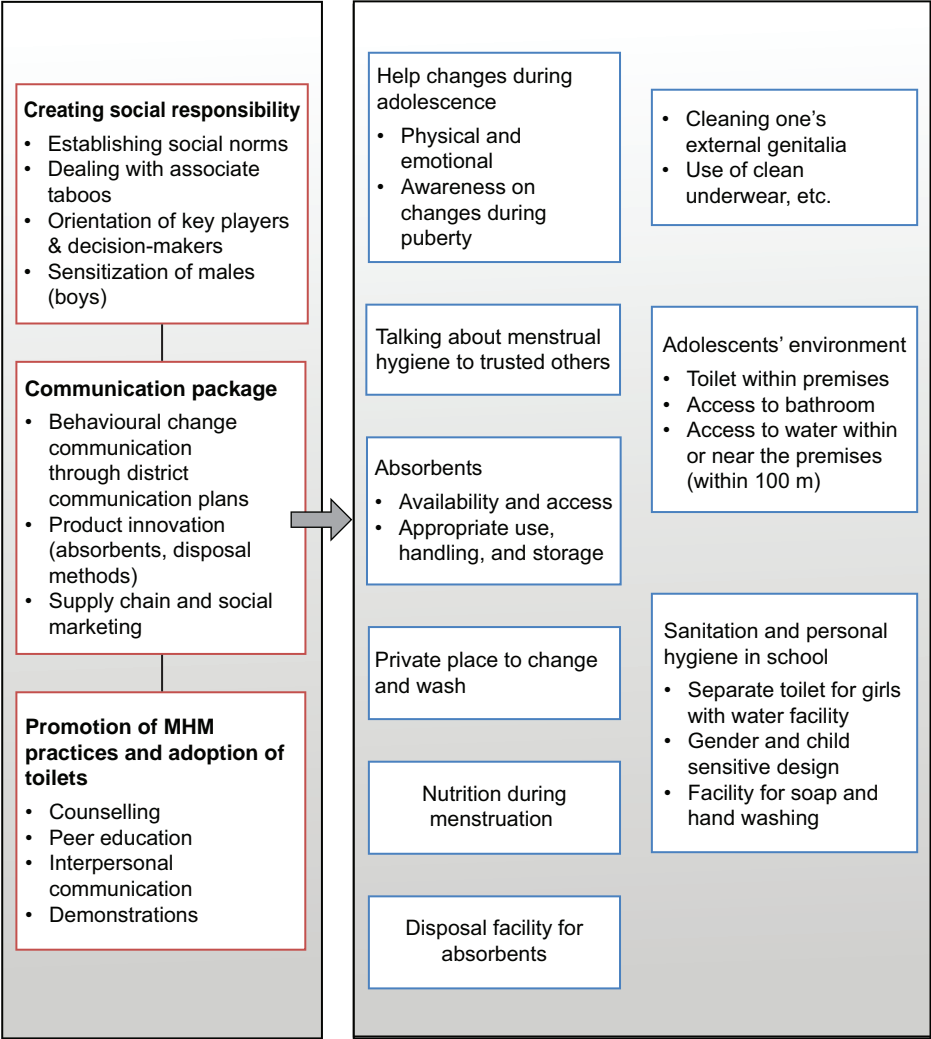 Creating social responsibility
• Establishing social norms
• Dealing with associate
taboos
• Orientation of key players
& decision-makers
• Sensitization of males
(boys)
Communication package
• Behavioural change
communication
through district
communication plans
• Product innovation
(absorbents, disposal
methods)
• Supply chain and social
marketing
Promotion of MHM
practices and adoption of
toilets
• Counselling
• Peer education
• Interpersonal
communication
• Demonstrations
Help changes during
adolescence
• Physical and
emotional
• Awareness on
changes during
puberty
Talking about menstrual
hygiene to trusted others
Absorbents
• Availability and access
• Appropriate use,
handling, and storage
Private place to change
and wash
Nutrition during
menstruation
Disposal facility for
absorbents
• Cleaning one’s
external genitalia
• Use of clean
underwear, etc.
Adolescents’ environment
• Toilet within premises
• Access to bathroom
• Access to water within
or near the premises
(within 100 m)
Sanitation and personal
hygiene in school
• Separate toilet for girls
with water facility
• Gender and child
sensitive design
• Facility for soap and
hand washing